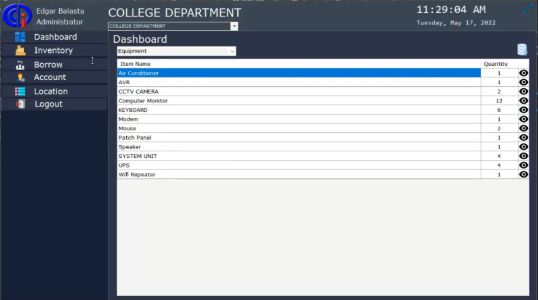 Edgar Balasta
Administrator
COLLEGE DEPARTMENT
COLLEGE DEPARTMENT
11:29:04 AM
Tuesday, May 17, 2022
Dashboard
Inventory
Borrow
Account
Location
Logout
Dashboard
Equipment
Item Name Quantity
Air Conditioner 1
AVR 1
CCTV CAMERA 2
Computer Monitor 12
KEYBOARD 6
Modem 1
Mouse 2
Patch Panel 1
Speaker 1
SYSTEM UNIT 4
UPS 4
Wifi Repeater 1